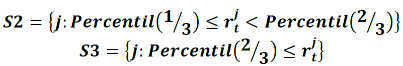 S2 = {j: Percentil(1/3) ≤ r_t^j < Percentil(2/3)}
S3 = {j: Percentil(2/3) ≤ r_t^j}